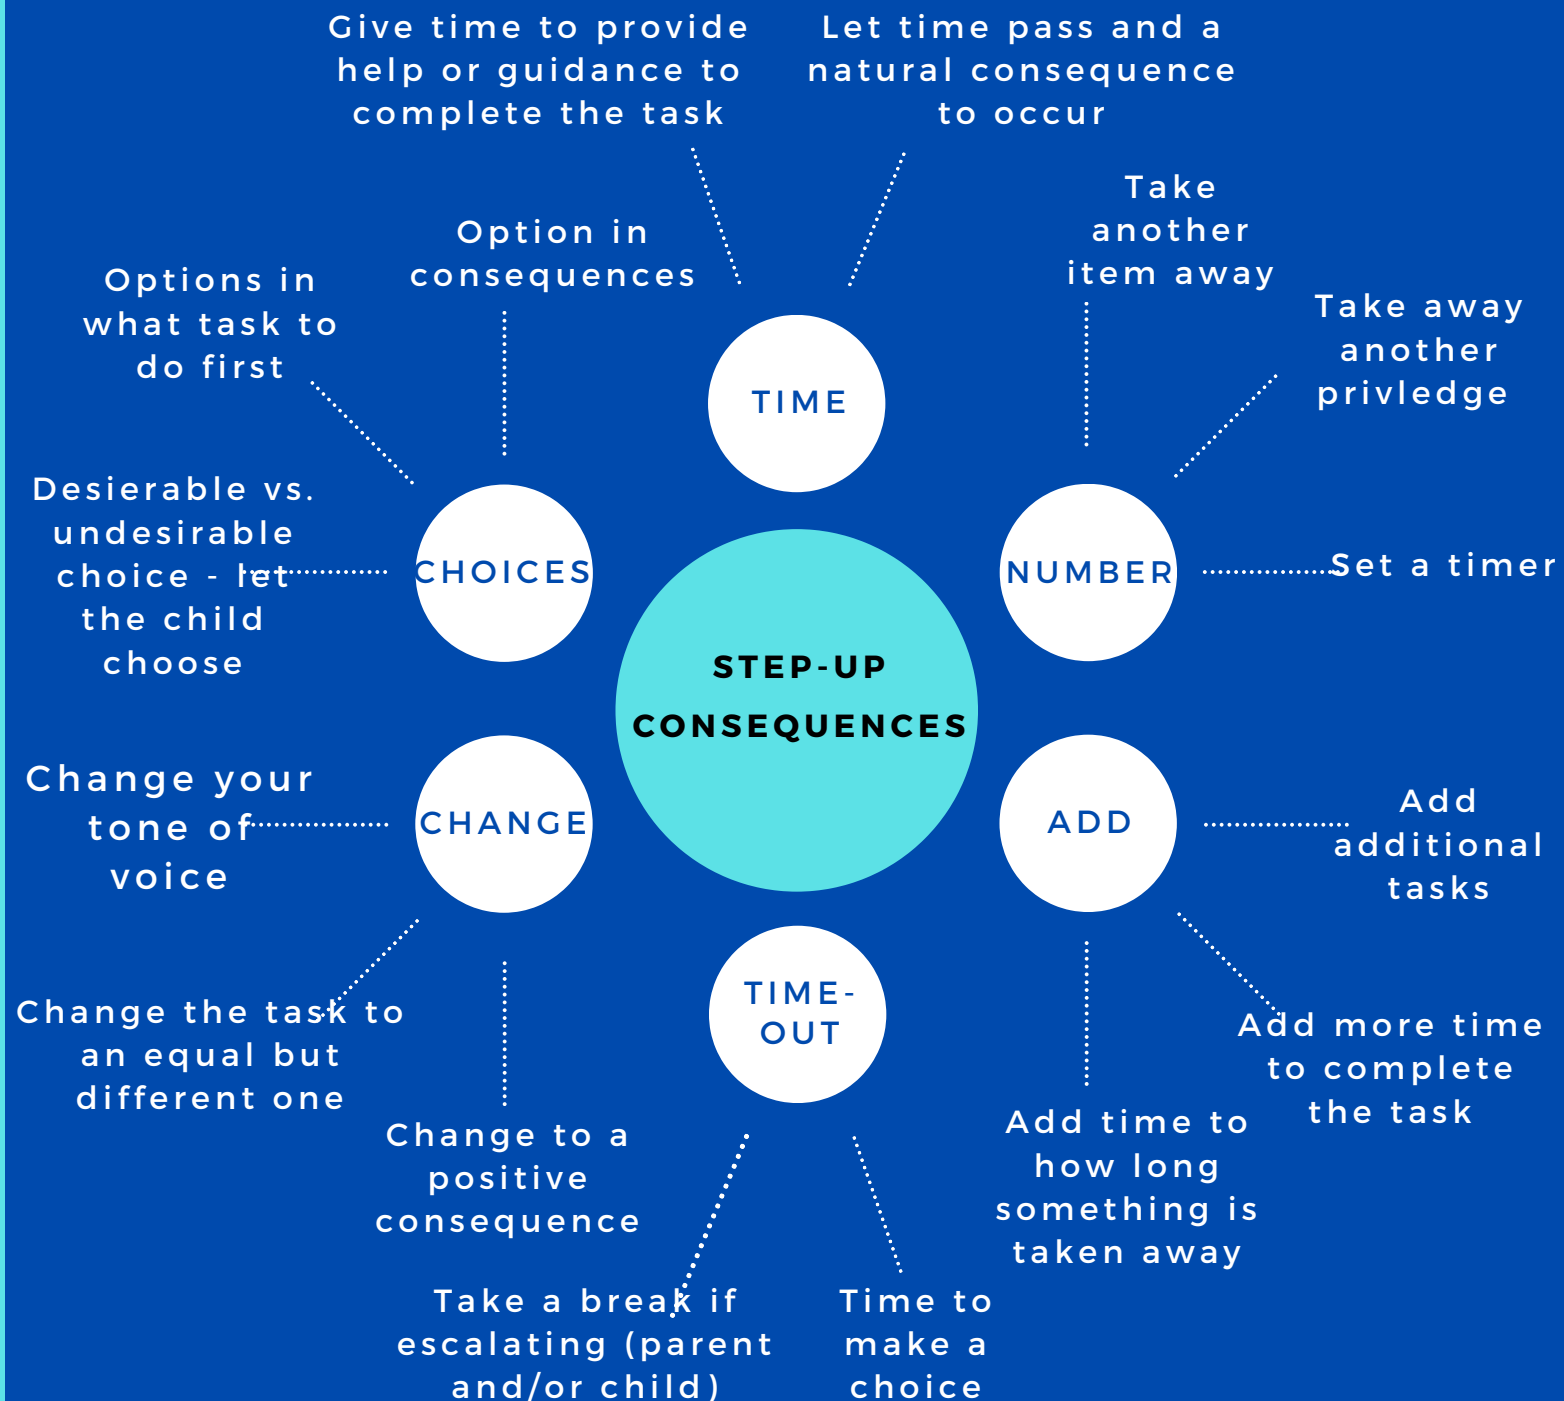 Give time to provide
help or guidance to
complete the task
Let time pass and a
natural consequence
to occur
Option in
consequences
Options in
what task to
do first
Desierable vs.
undesirable
choice - let
the child
choose
Take
another
item away
Take away
another
privledge
Set a timer
TIME
CHOICES
NUMBER
STEP-UP
CONSEQUENCES
CHANGE
ADD
TIME-
OUT
Change your
tone of
voice
Change the task to
an equal but
different one
Change to a
positive
consequence
Add
additional
tasks
Add more time
to complete
the task
Add time to
how long
something is
taken away
Take a break if
escalating (parent
and/or child)
Time to
make a
choice